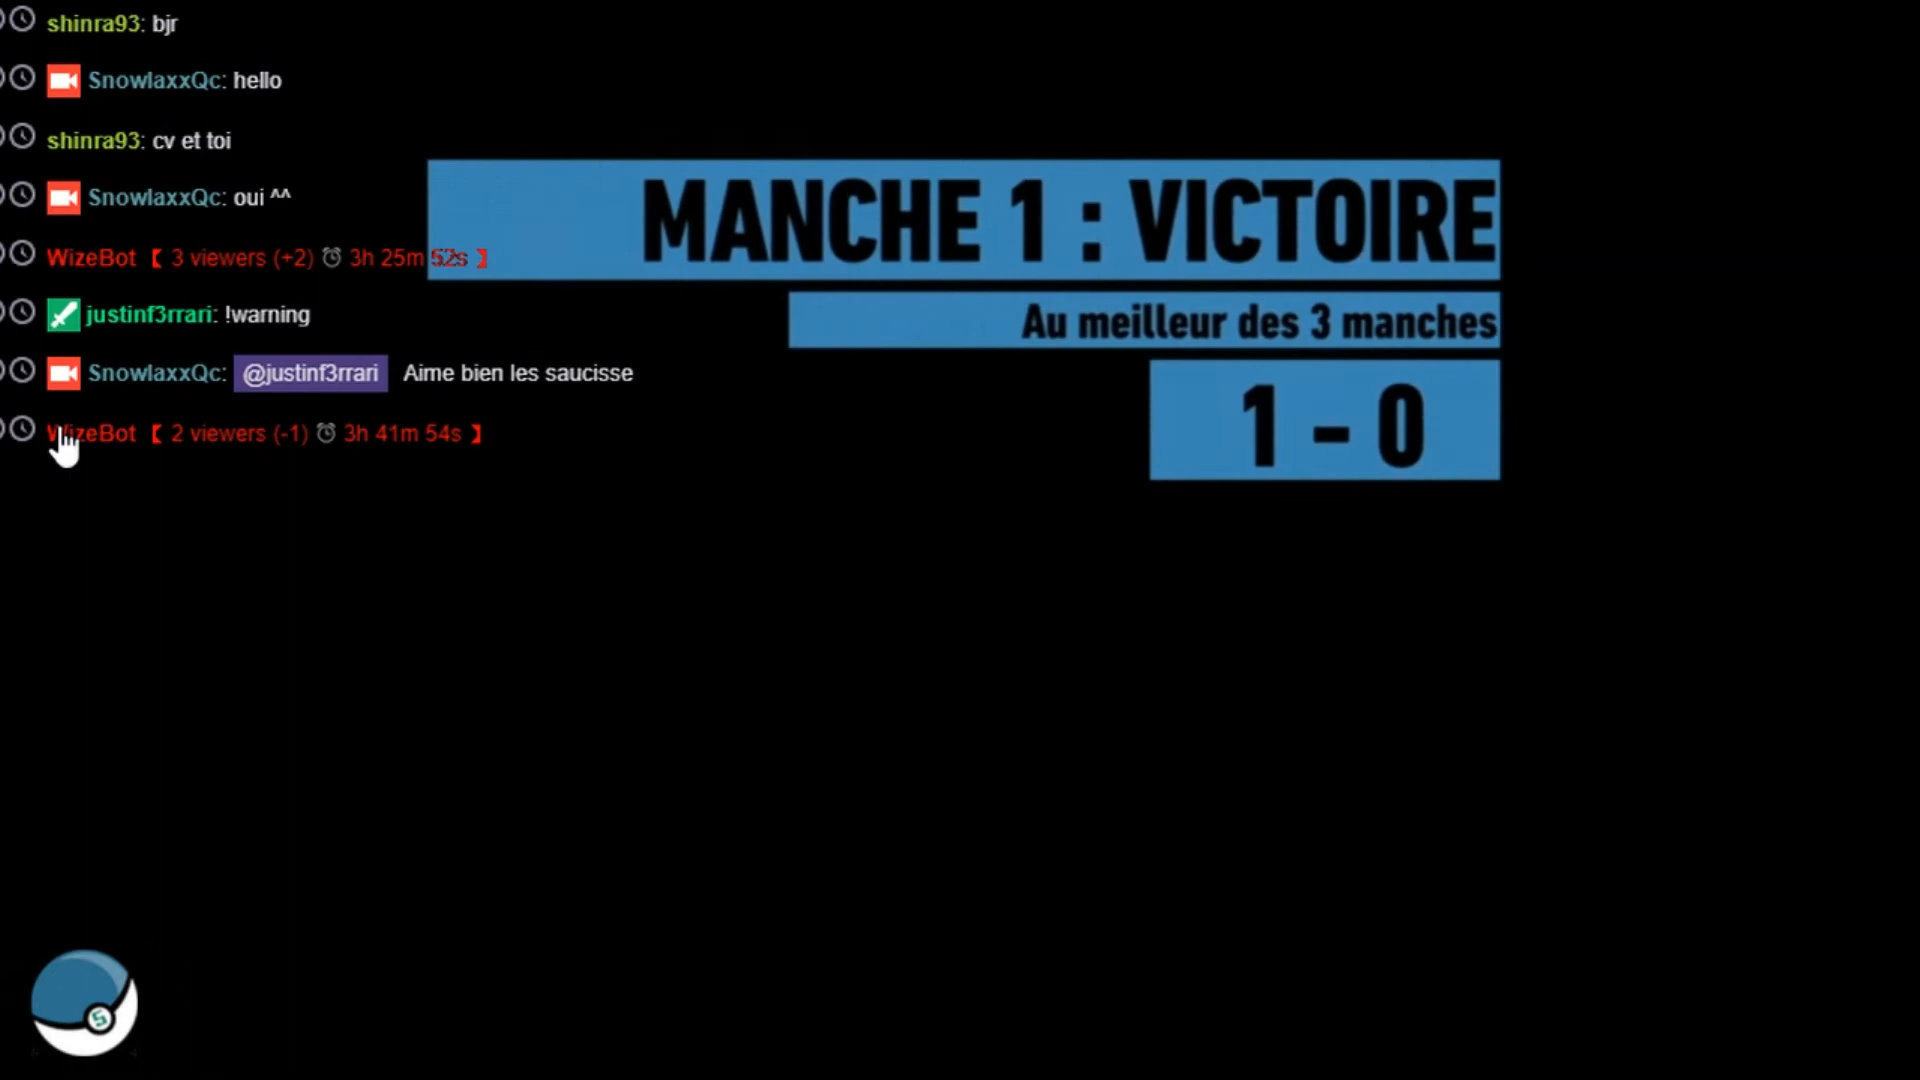 shinra93: bjr
SnowlaxxQc: hello
shinra93: cv et toi
SnowlaxxQc: oui ^^
WizeBot 【 3 viewers (+2) ⏰ 3h 25m 52s 】
justinf3rrari: !warning
SnowlaxxQc: @justinf3rrari Aime bien les saucisse
WizeBot 【 2 viewers (-1) ⏰ 3h 41m 54s 】
MANCHE 1 : VICTOIRE
Au meilleur des 3 manches
1 - 0
S